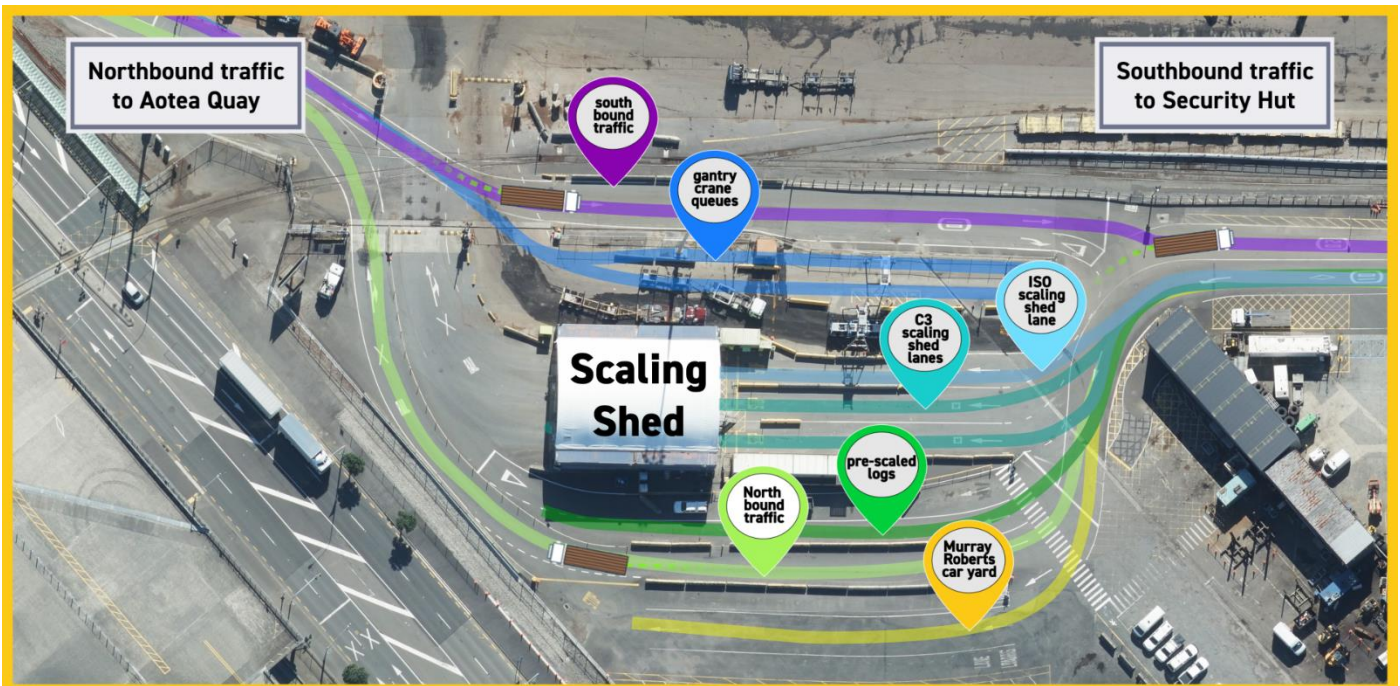 Northbound traffic
to Aotea Quay
Southbound traffic
to Security Hut
south
bound
traffic
gantry
crane
queues
ISO
scaling
shed
lane
C3
scaling
shed
lanes
Scaling
Shed
pre-scaled
logs
North
bound
traffic
Murray
Roberts
car yard